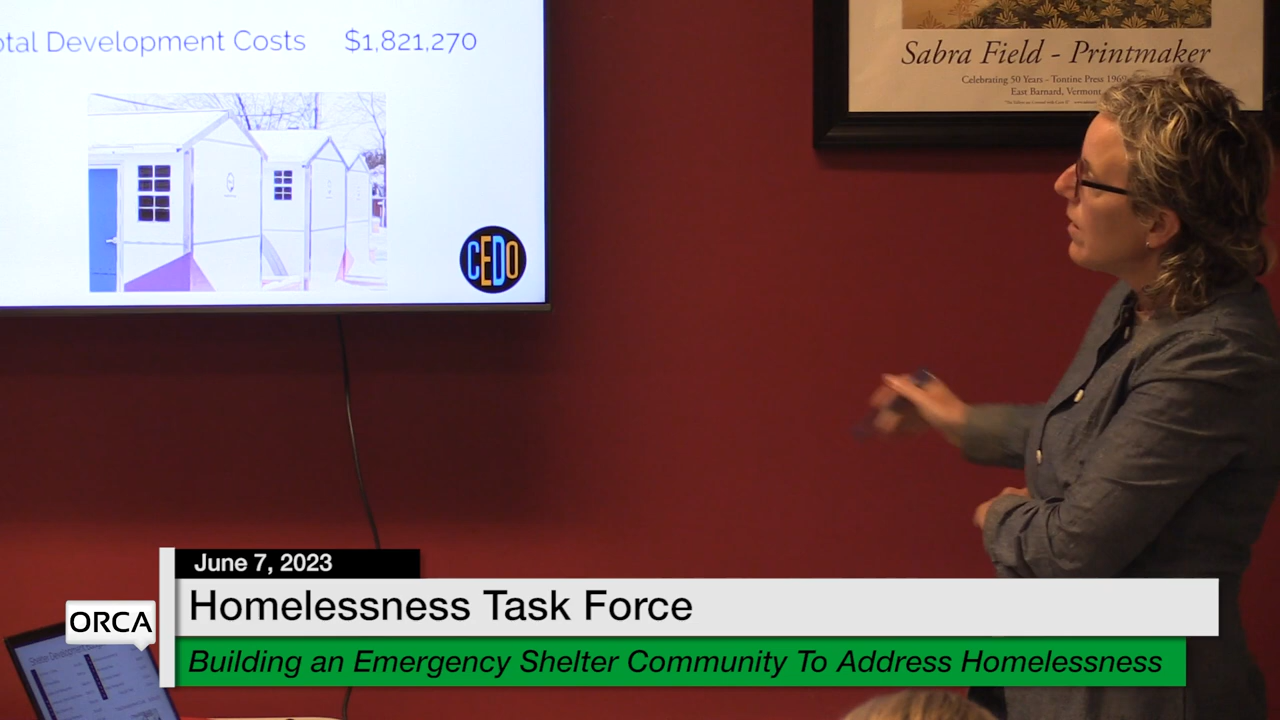 otal Development Costs $1,821,270
CEDO
Sabra Field - Printmaker
Celebrating 50 Years - Tontine Press 196
East Barnard, Vermont
June 7, 2023
Homelessness Task Force
ORCA
Building an Emergency Shelter Community To Address Homelessness